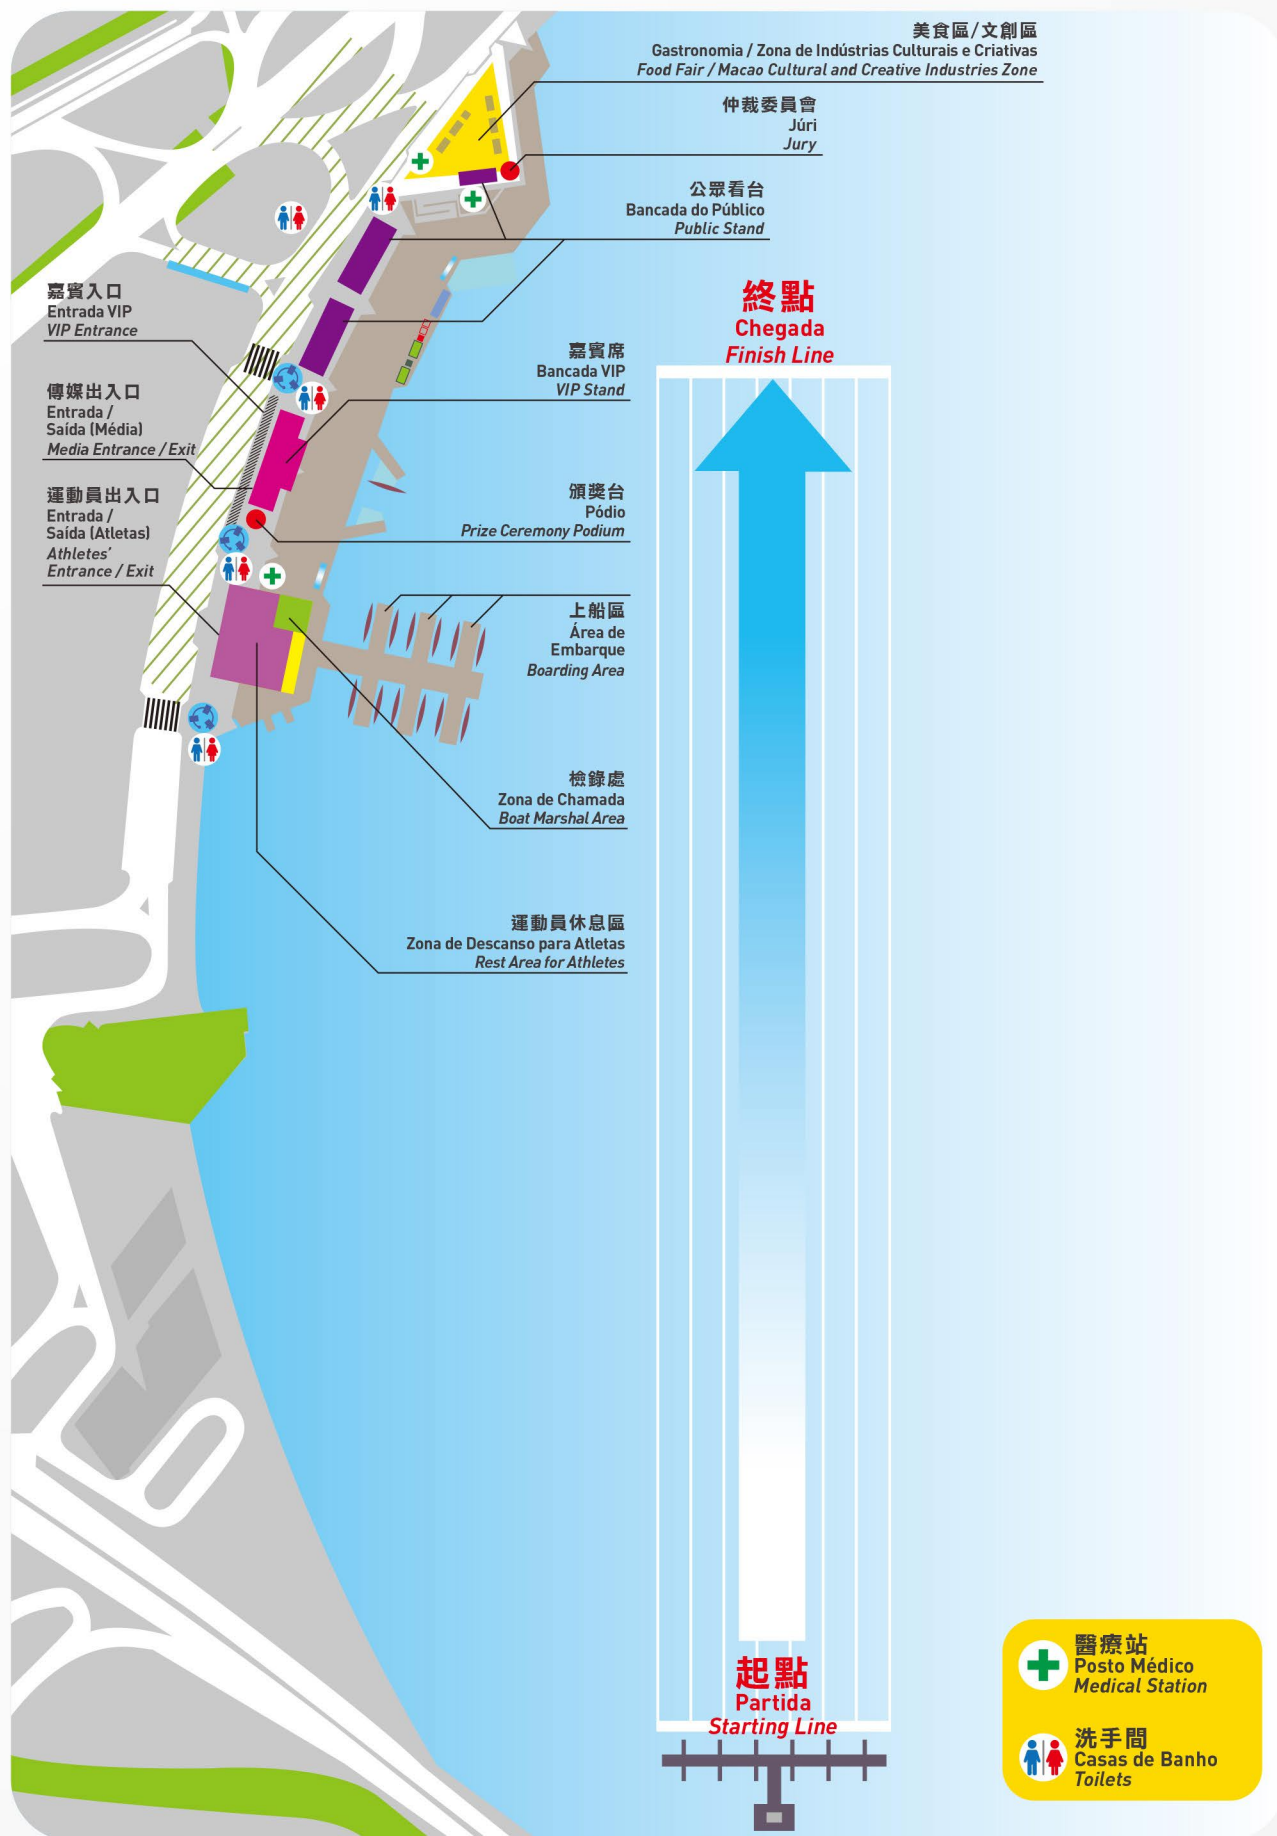 美食區/文創區
Gastronomia / Zona de Indústrias Culturais e Criativas
Food Fair / Macao Cultural and Creative Industries Zone
仲裁委員會
Júri
Jury
公眾看台
Bancada do Público
Public Stand
嘉賓入口
Entrada VIP
VIP Entrance
終點
Chegada
Finish Line
嘉賓席
Bancada VIP
VIP Stand
傳媒出入口
Entrada /
Saída (Média)
Media Entrance / Exit
運動員出入口
Entrada /
Saída (Atletas)
Athletes’
Entrance / Exit
頒獎台
Pódio
Prize Ceremony Podium
上船區
Área de
Embarque
Boarding Area
檢錄處
Zona de Chamada
Boat Marshal Area
運動員休息區
Zona de Descanso para Atletas
Rest Area for Athletes
起點
Partida
Starting Line
醫療站
Posto Médico
Medical Station
洗手間
Casas de Banho
Toilets